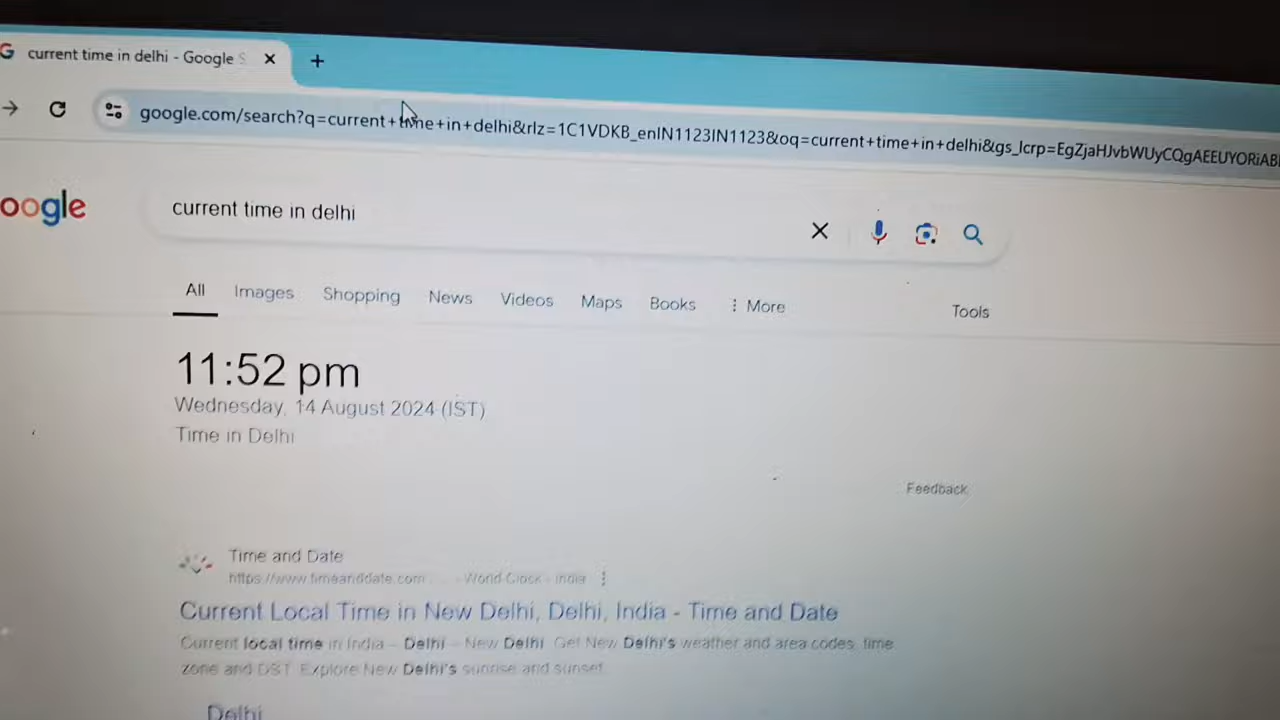 current time in delhi - Google S
google.com/search?q=current+time+in+delhi&rlz=1C1VDKB_enIN1123IN1123&oq=current+time+in+delhi&gs_lcrp=EgZjaHJvbWUyCQgAEEUYORiAB
oogle
current time in delhi
All Images Shopping News Videos Maps Books More Tools
11:52 pm
Wednesday, 14 August 2024 (IST)
Time in Delhi
Feedback
Time and Date
https://www.timeanddate.com ... - World Clock - India
Current Local Time in New Delhi, Delhi, India - Time and Date
Current local time in India – Delhi – New Delhi. Get New Delhi's weather and area codes, time
zone and DST. Explore New Delhi's sunrise and sunset
Delhi